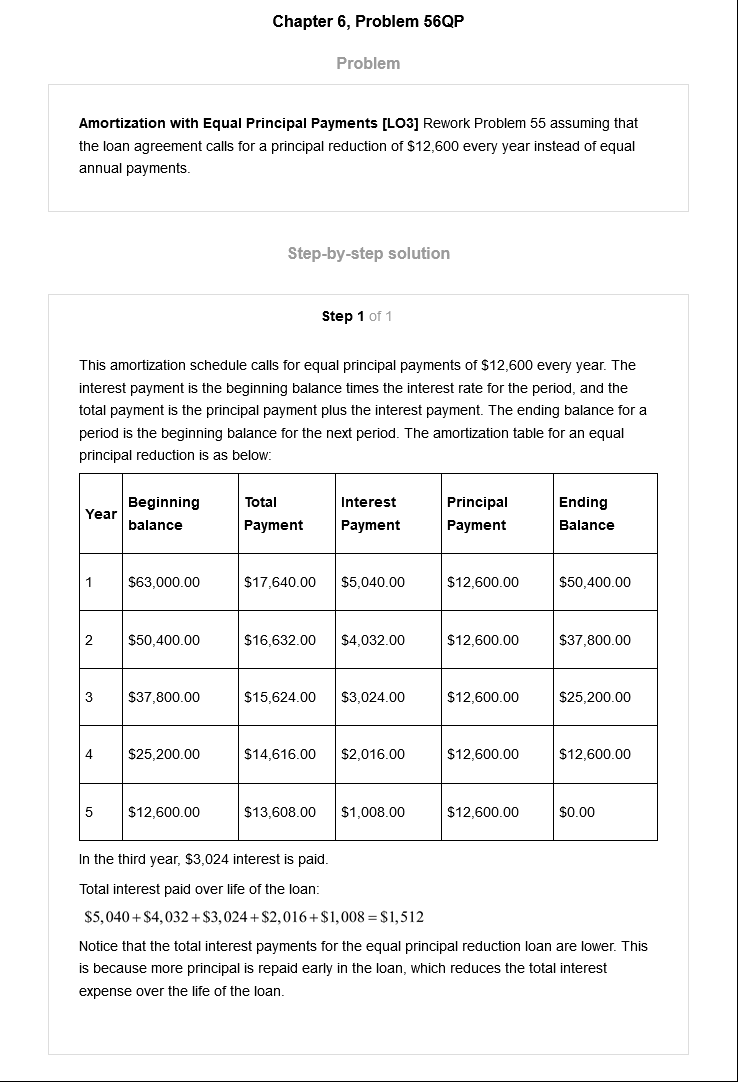 Chapter 6, Problem 56QP
Problem
Amortization with Equal Principal Payments [LO3] Rework Problem 55 assuming that
the loan agreement calls for a principal reduction of $12,600 every year instead of equal
annual payments.
Step-by-step solution
Step 1 of 1
This amortization schedule calls for equal principal payments of $12,600 every year. The
interest payment is the beginning balance times the interest rate for the period, and the
total payment is the principal payment plus the interest payment. The ending balance for a
period is the beginning balance for the next period. The amortization table for an equal
principal reduction is as below:
Year Beginning balance Total Payment Interest Payment Principal Payment Ending Balance
1 $63,000.00 $17,640.00 $5,040.00 $12,600.00 $50,400.00
2 $50,400.00 $16,632.00 $4,032.00 $12,600.00 $37,800.00
3 $37,800.00 $15,624.00 $3,024.00 $12,600.00 $25,200.00
4 $25,200.00 $14,616.00 $2,016.00 $12,600.00 $12,600.00
5 $12,600.00 $13,608.00 $1,008.00 $12,600.00 $0.00
In the third year, $3,024 interest is paid.
Total interest paid over life of the loan:
$5,040+$4,032+$3,024+$2,016+$1,008=$1,512
Notice that the total interest payments for the equal principal reduction loan are lower. This
is because more principal is repaid early in the loan, which reduces the total interest
expense over the life of the loan.